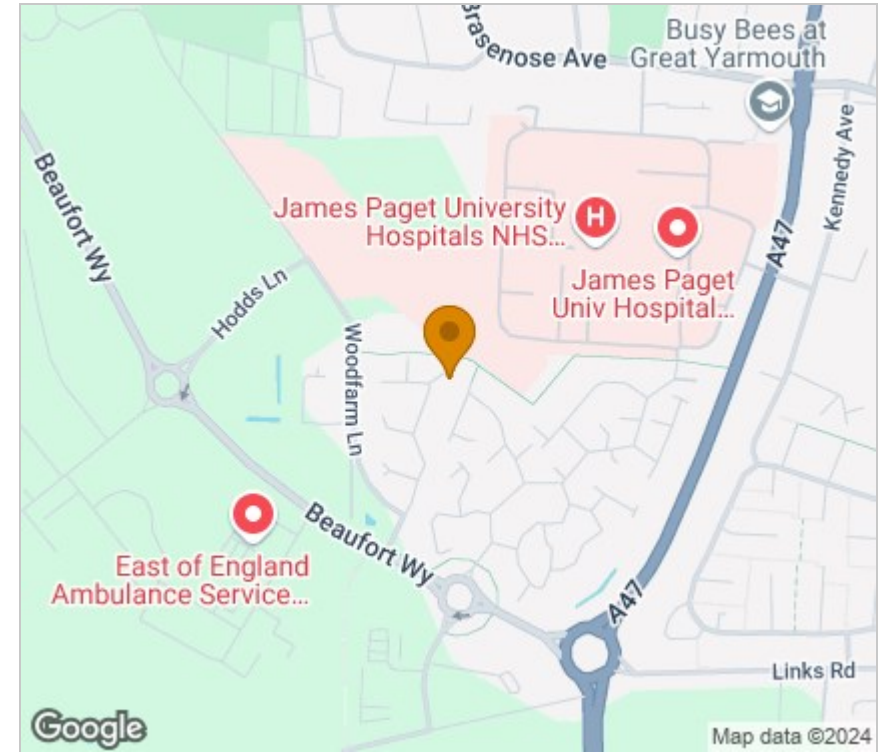 Brasenose Ave
Busy Bees at
Great Yarmouth
Kennedy Ave
Beaufort Wy
James Paget University
Hospitals NHS...
H
A47
James Paget
Univ Hospital...
Hodds Ln
Woodfarm Ln
East of England
Ambulance Service...
Beaufort Wy
A47
Links Rd
Google
Map data ©2024